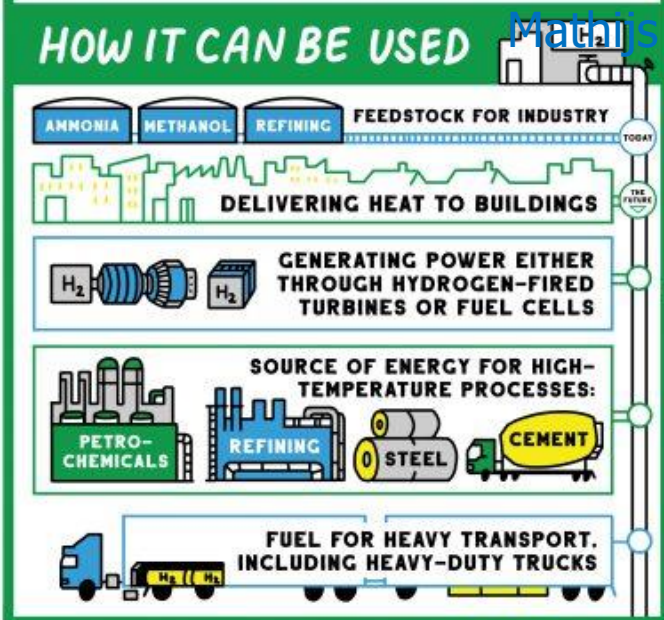 HOW IT CAN BE USED
Mathijs
H2
AMMONIA
METHANOL
REFINING
FEEDSTOCK FOR INDUSTRY
TODAY
DELIVERING HEAT TO BUILDINGS
THE
FUTURE
H2
H2
GENERATING POWER EITHER
THROUGH HYDROGEN-FIRED
TURBINES OR FUEL CELLS
SOURCE OF ENERGY FOR HIGH-
TEMPERATURE PROCESSES:
PETRO-
CHEMICALS
REFINING
STEEL
CEMENT
FUEL FOR HEAVY TRANSPORT.
INCLUDING HEAVY-DUTY TRUCKS
H2
H2